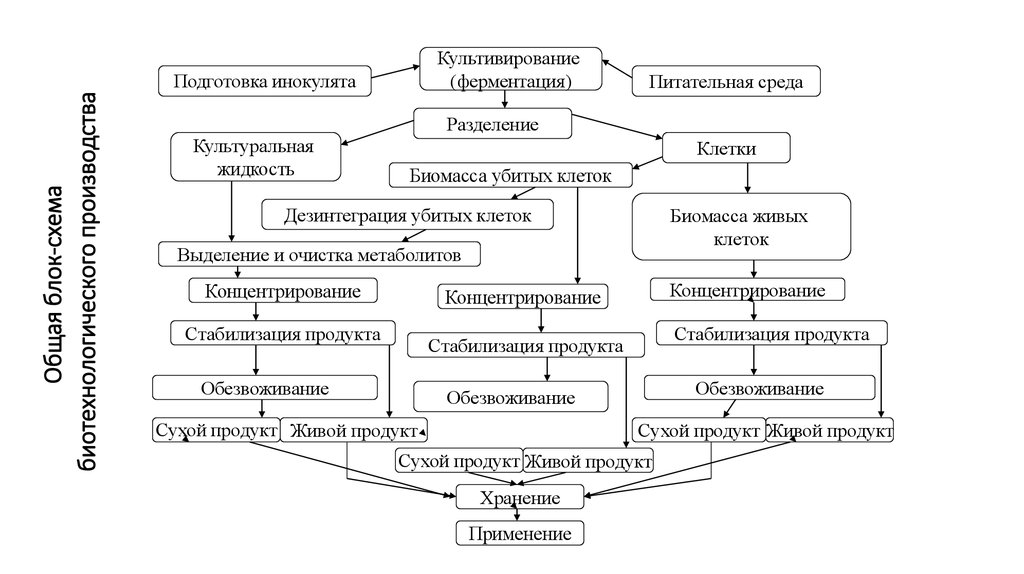 Общая блок-схема
биотехнологического производства
Культивирование
(ферментация)
Подготовка инокулята
Питательная среда
Разделение
Культуральная
жидкость
Клетки
Биомасса убитых клеток
Дезинтеграция убитых клеток
Биомасса живых
клеток
Выделение и очистка метаболитов
Концентрирование
Концентрирование
Концентрирование
Стабилизация продукта
Стабилизация продукта
Стабилизация продукта
Обезвоживание
Обезвоживание
Обезвоживание
Сухой продукт
Живой продукт
Сухой продукт
Живой продукт
Сухой продукт
Живой продукт
Хранение
Применение